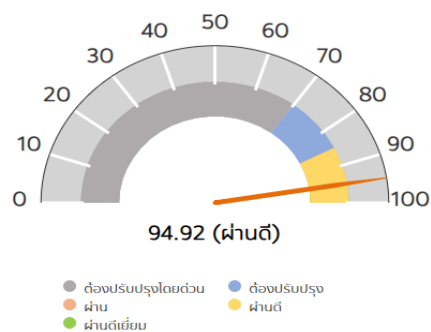 50
40
60
30
70
20
80
10
90
0
100
94.92 (ผ่านดี)
ต้องปรับปรุงโดยด่วน
ต้องปรับปรุง
ผ่าน
ผ่านดี
ผ่านดีเยี่ยม